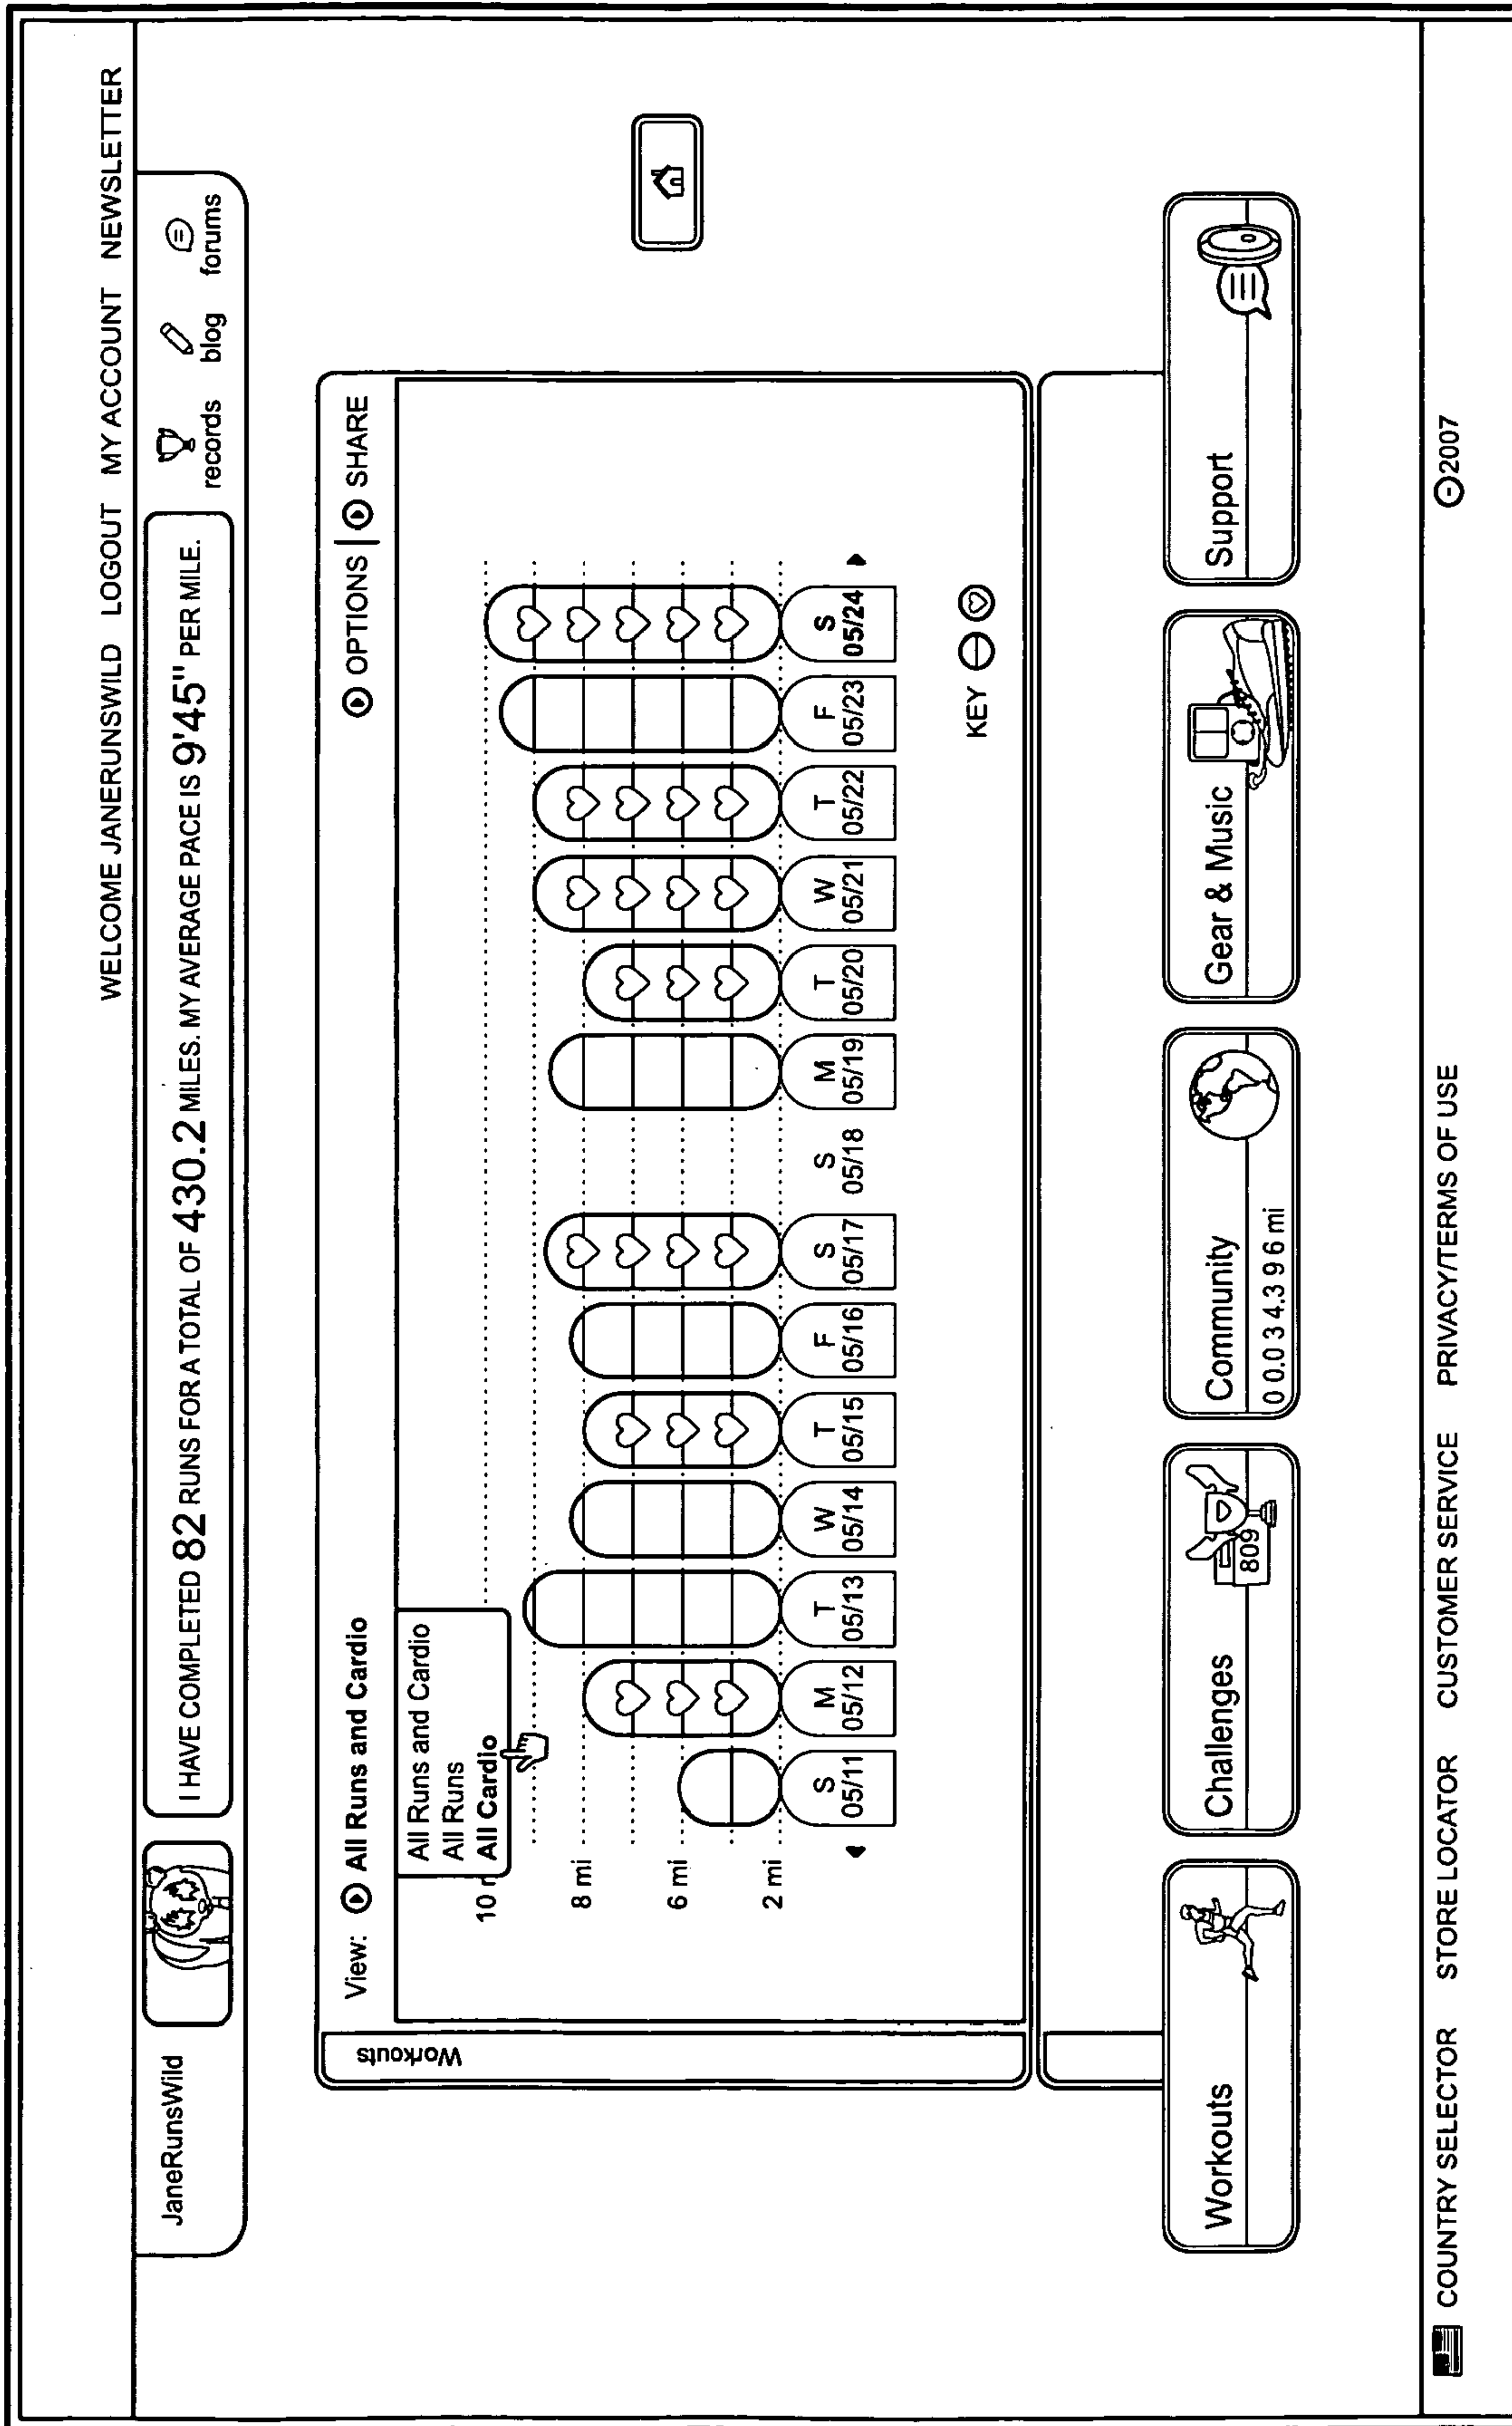 WELCOME JANERUNSWILD LOGOUT MY ACCOUNT NEWSLETTER
JaneRunsWild
I HAVE COMPLETED 82 RUNS FOR A TOTAL OF 430.2 MILES. MY AVERAGE PACE IS 9'45" PER MILE.
records blog forums
Workouts
View: All Runs and Cardio
OPTIONS | SHARE
All Runs and Cardio
All Runs
All Cardio
10 m
8 mi
6 mi
2 mi
S M T W T F S S M T W T F S
05/11 05/12 05/13 05/14 05/15 05/16 05/17 05/18 05/19 05/20 05/21 05/22 05/23 05/24
KEY
Workouts
Challenges
809
Community
0 0.0 3 4.3 9 6 mi
Gear & Music
Support
COUNTRY SELECTOR STORE LOCATOR CUSTOMER SERVICE PRIVACY/TERMS OF USE
2007